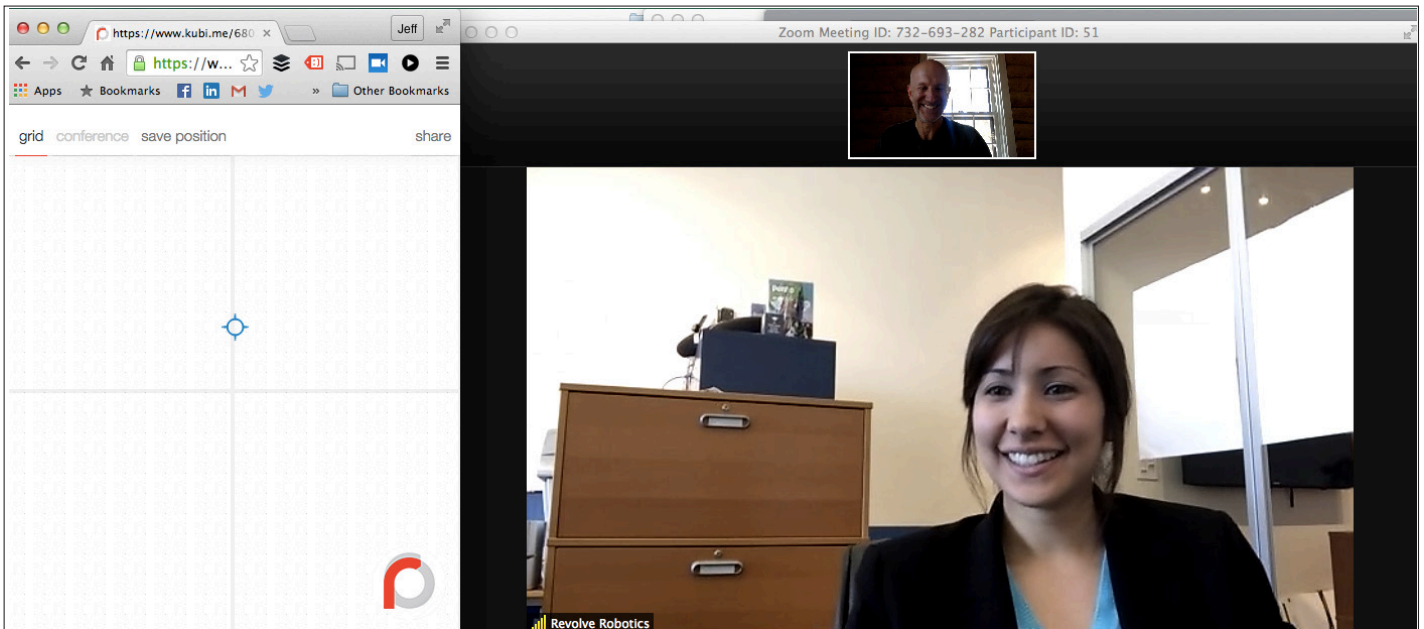 https://www.kubi.me/680
Jeff
Zoom Meeting ID: 732-693-282 Participant ID: 51
https://w...
Apps
Bookmarks
»
Other Bookmarks
grid conference save position share
Revolve Robotics